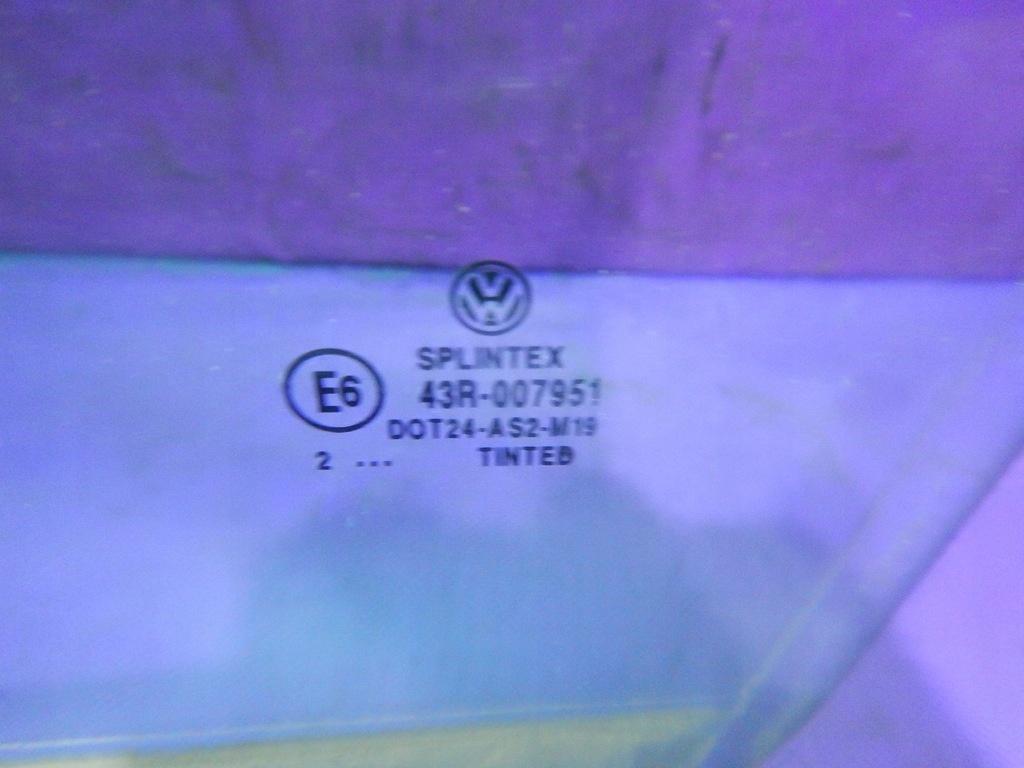 SPLINTEX
E6
43R-007951
DOT24-AS2-M19
2 ... TINTED